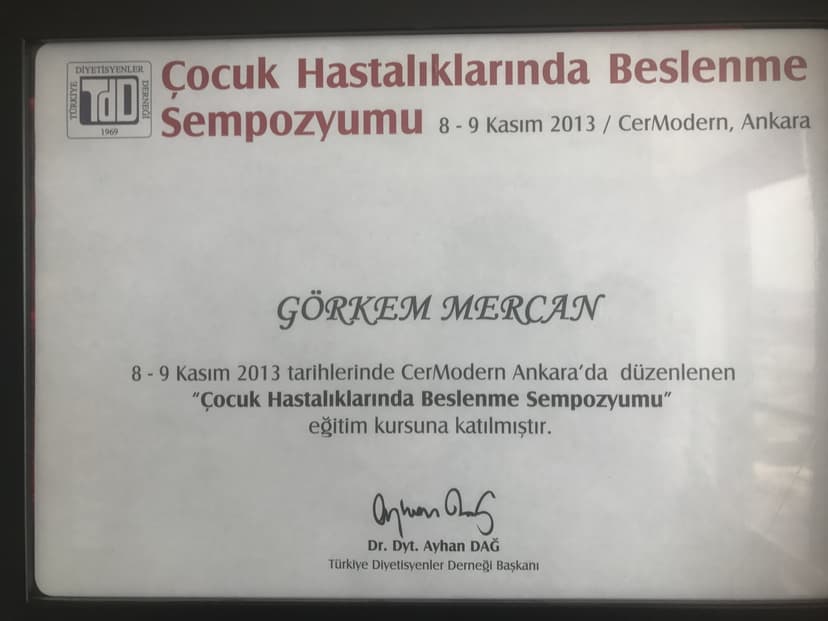 DİYETİSYENLER
TÜRKİYE
TDD
DERNEĞİ
1969
Çocuk Hastalıklarında Beslenme
Sempozyumu 8 - 9 Kasım 2013 / CerModern, Ankara
GÖRKEM MERCAN
8 - 9 Kasım 2013 tarihlerinde CerModern Ankara’da düzenlenen
“Çocuk Hastalıklarında Beslenme Sempozyumu”
eğitim kursuna katılmıştır.
Ayhan Dağ
Dr. Dyt. Ayhan DAĞ
Türkiye Diyetisyenler Derneği Başkanı